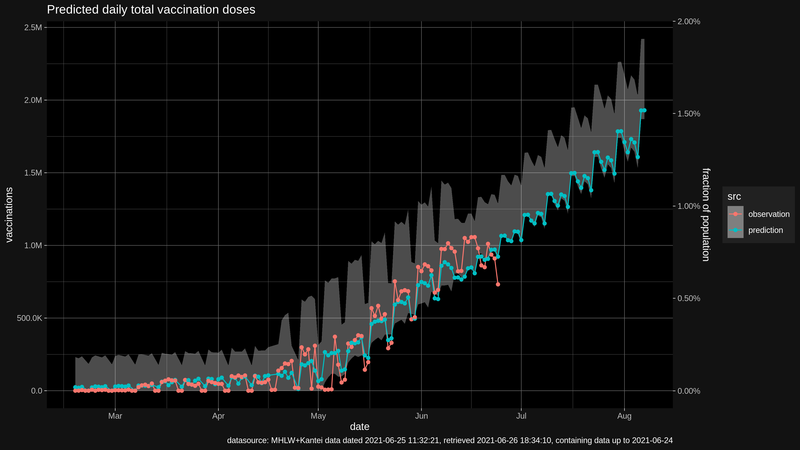 Predicted daily total vaccination doses
2.5M
2.0M
1.5M
1.0M
500.0K
0.0
vaccinations
2.00%
1.50%
1.00%
0.50%
0.00%
fraction of population
src
observation
prediction
Mar Apr May Jun Jul Aug
date
datasource: MHLW+Kantei data dated 2021-06-25 11:32:21, retrieved 2021-06-26 18:34:10, containing data up to 2021-06-24